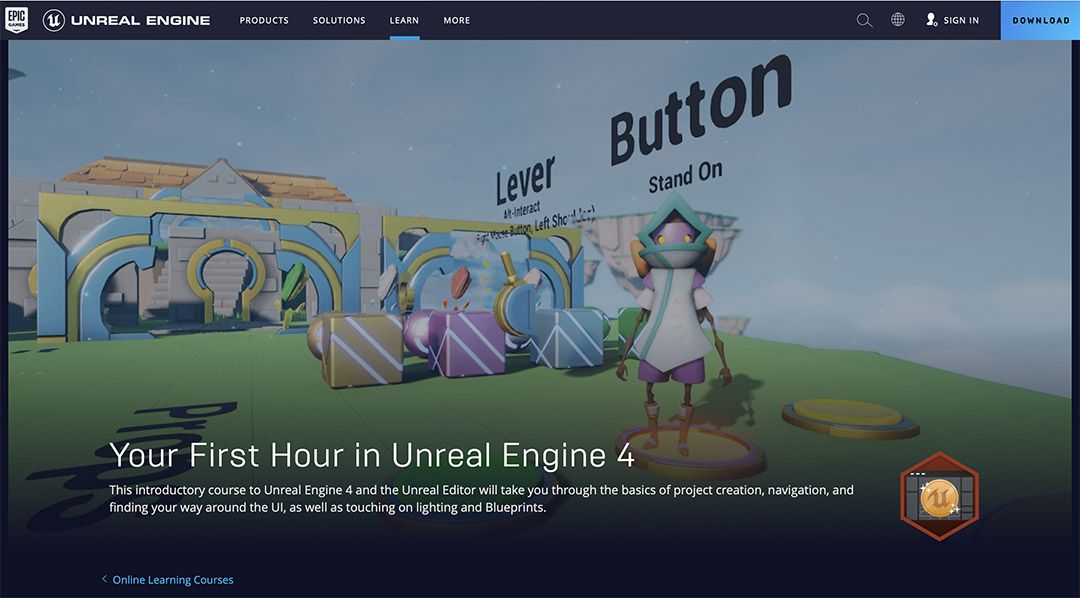 EPIC GAMES
UNREAL ENGINE
PRODUCTS
SOLUTIONS
LEARN
MORE
SIGN IN
DOWNLOAD
Button
Stand On
Lever
Alt-Interact
Right Mouse Button, Left Shoulder)
Props
Your First Hour in Unreal Engine 4
This introductory course to Unreal Engine 4 and the Unreal Editor will take you through the basics of project creation, navigation, and
finding your way around the UI, as well as touching on lighting and Blueprints.
Online Learning Courses